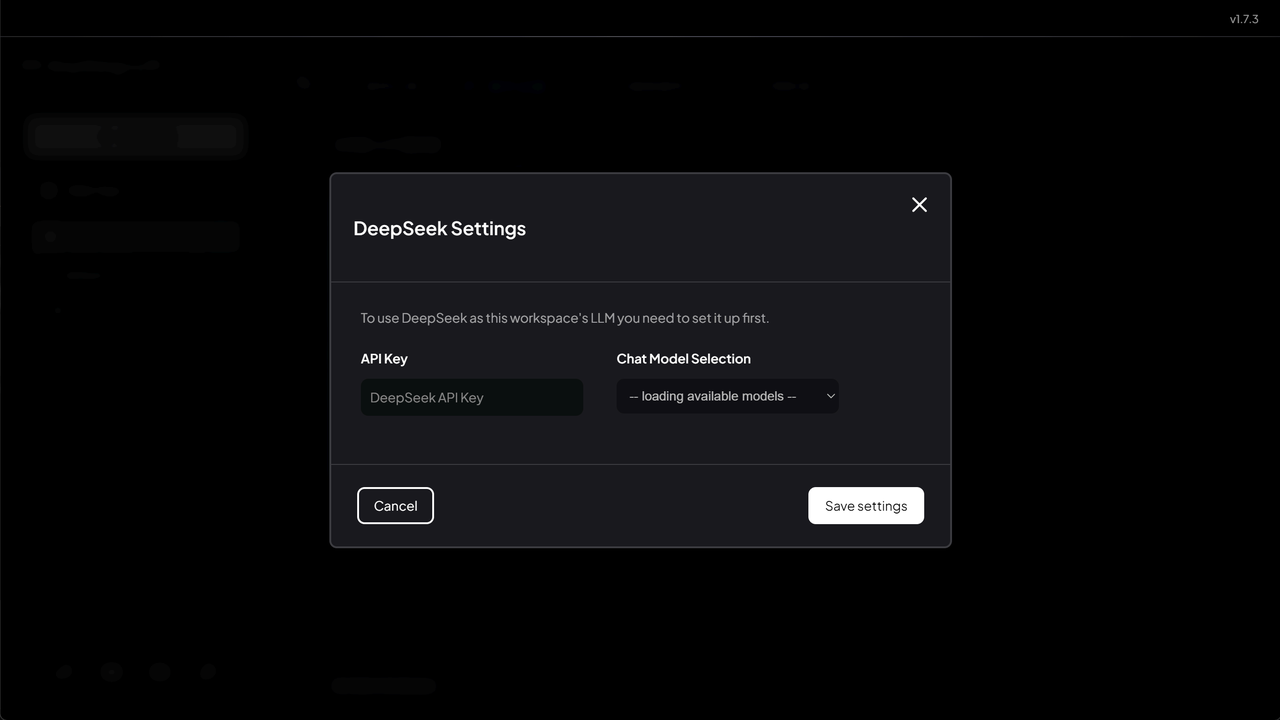 v1.7.3
DeepSeek Settings
To use DeepSeek as this workspace's LLM you need to set it up first.
API Key
Chat Model Selection
DeepSeek API Key
-- loading available models --
Cancel
Save settings